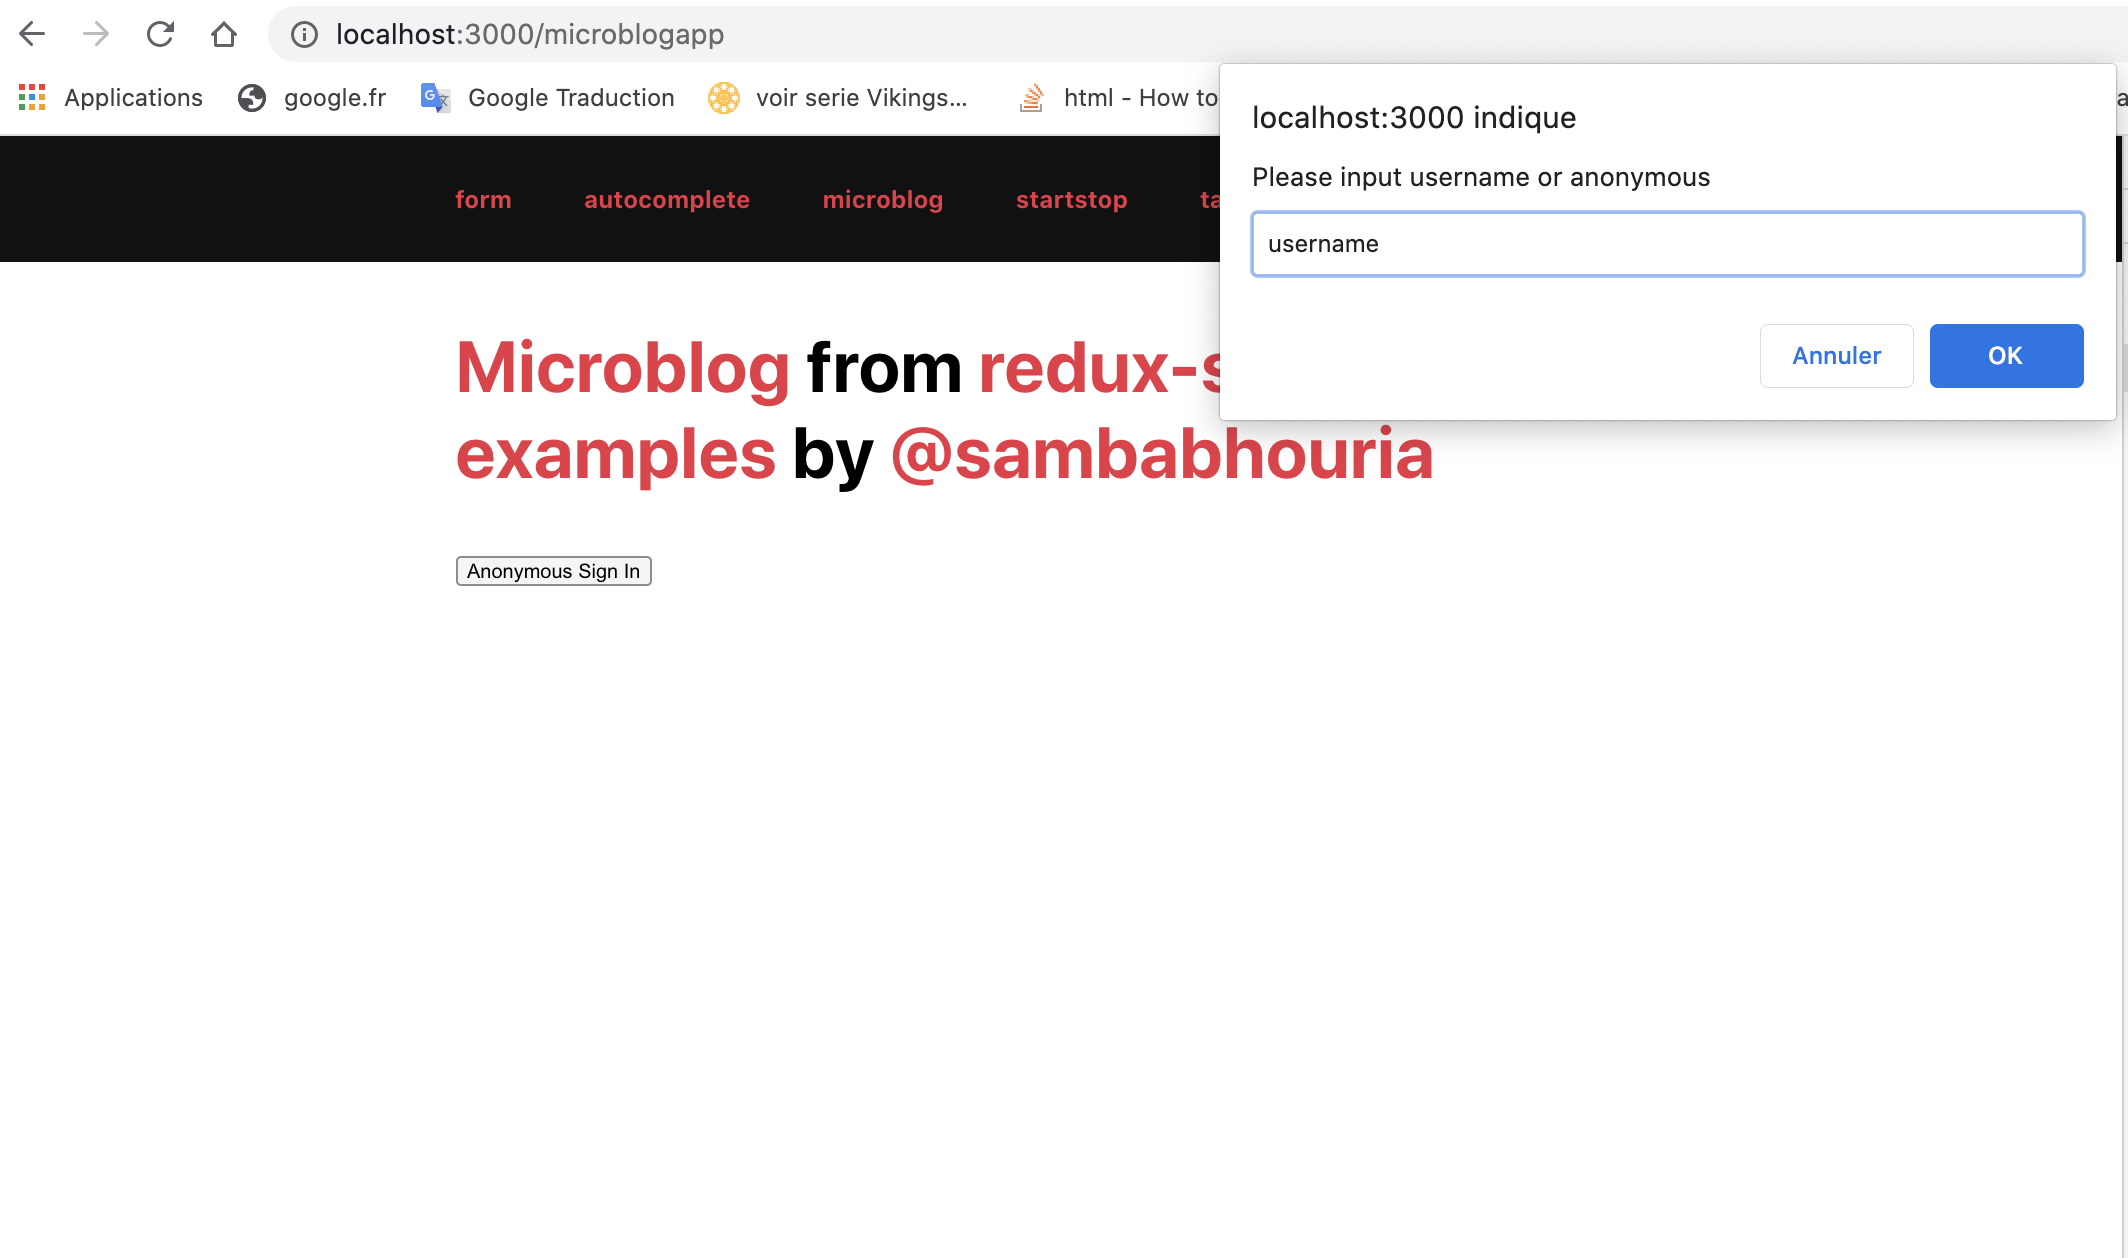 localhost:3000/microblogapp
Applications google.fr Google Traduction voir serie Vikings... html - How to
localhost:3000 indique
Please input username or anonymous
username
Annuler OK
form autocomplete microblog startstop
Microblog from redux-
examples by @sambabhouria
Anonymous Sign In